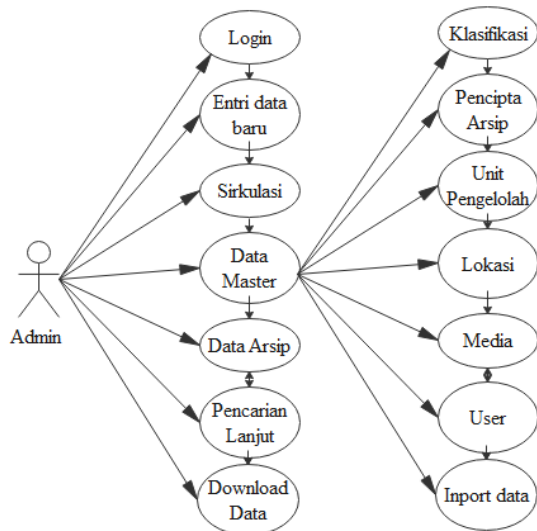 Login
Entri data
baru
Sirkulasi
Data
Master
Data Arsip
Pencarian
Lanjut
Download
Data
Admin
Klasifikasi
Pencipta
Arsip
Unit
Pengelolah
Lokasi
Media
User
Inport data